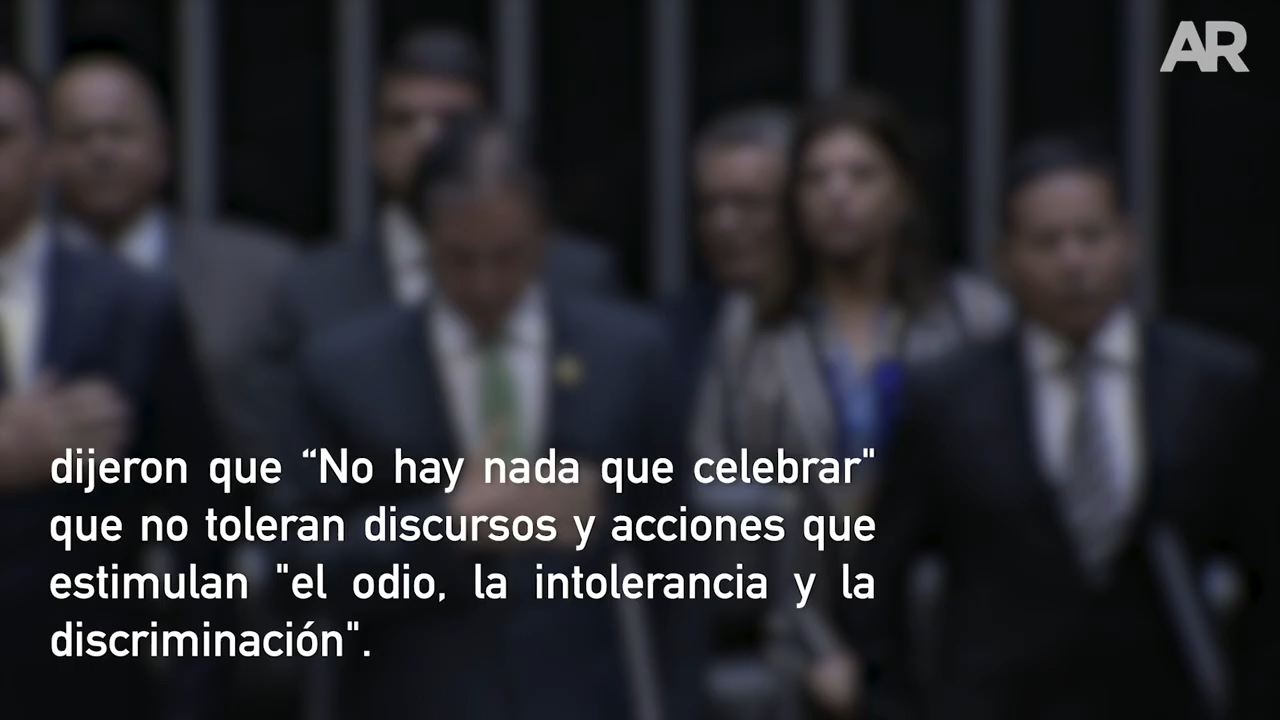 AR
dijeron que “No hay nada que celebrar"
que no toleran discursos y acciones que
estimulan "el odio, la intolerancia y la
discriminación".